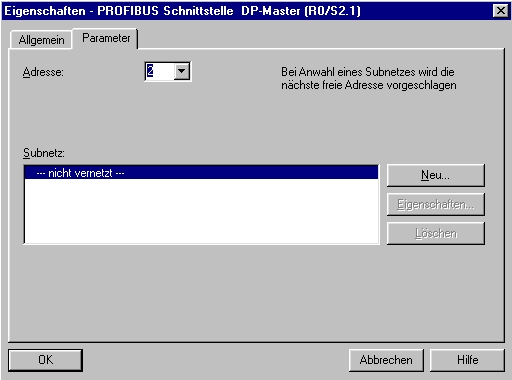 Eigenschaften - PROFIBUS Schnittstelle  DP-Master (R0/S2.1)
Allgemein Parameter
Adresse: 2
Bei Anwahl eines Subnetzes wird die
nächste freie Adresse vorgeschlagen
Subnetz:
--- nicht vernetzt ---
Neu...
Eigenschaften...
Löschen
OK Abbrechen Hilfe